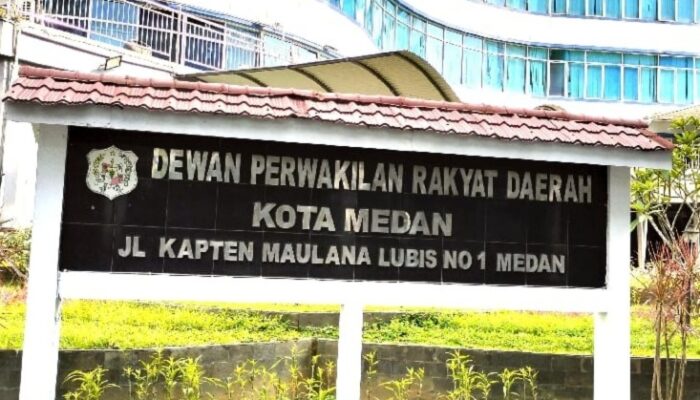 DEWAN PERWAKILAN RAKYAT DAERAH
KOTA MEDAN
JL KAPTEN MAULANA LUBIS NO 1 MEDAN